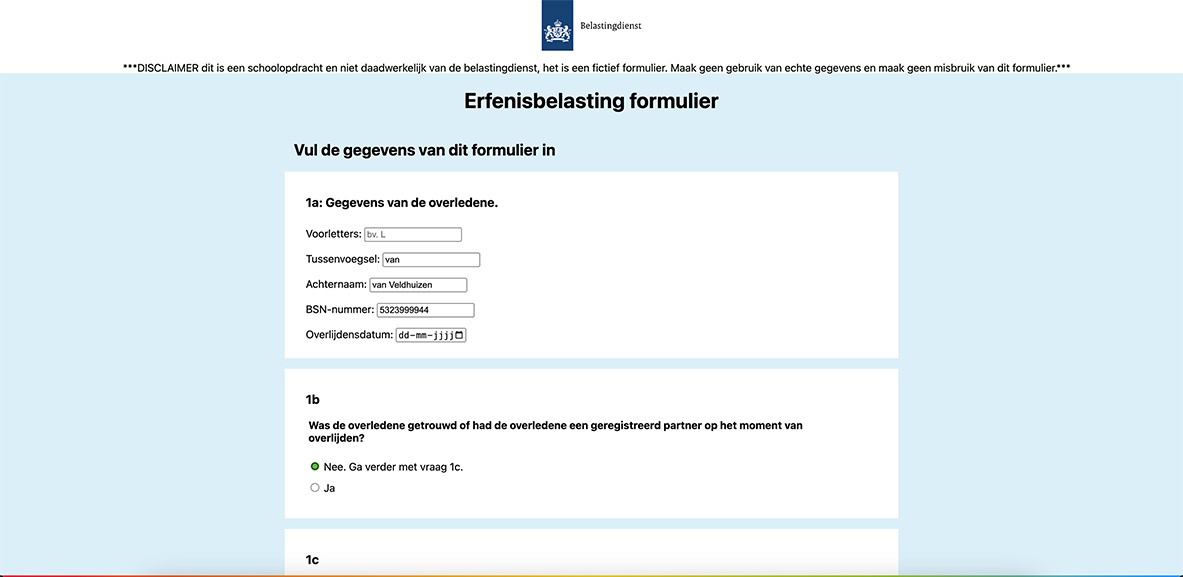 Belastingdienst
***DISCLAIMER dit is een schoolopdracht en niet daadwerkelijk van de belastingdienst, het is een fictief formulier. Maak geen gebruik van echte gegevens en maak geen misbruik van dit formulier.***
Erfenisbelasting formulier
Vul de gegevens van dit formulier in
1a: Gegevens van de overledene.
Voorletters: bv. L
Tussenvoegsel: van
Achternaam: van Veldhuizen
BSN-nummer: 5323999944
Overlijdensdatum: dd-mm-jjjj
1b
Was de overledene getrouwd of had de overledene een geregistreerd partner op het moment van
overlijden?
Nee. Ga verder met vraag 1c.
Ja
1c